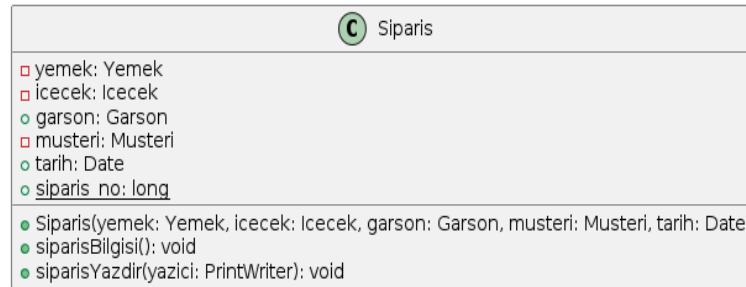 C Siparis
yemek: Yemek
icecek: Icecek
garson: Garson
musteri: Musteri
tarih: Date
siparis_no: long
Siparis(yemek: Yemek, icecek: Icecek, garson: Garson, musteri: Musteri, tarih: Date
siparisBilgisi(): void
siparisYazdir(yazici: PrintWriter): void